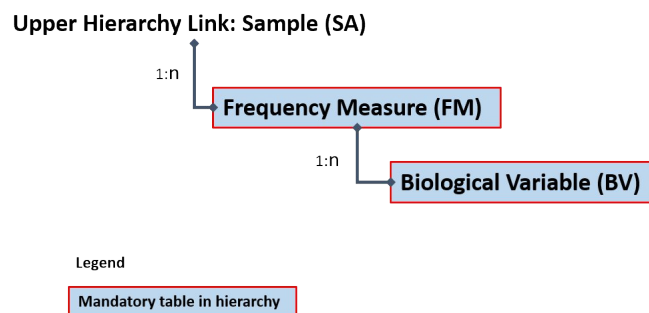 Upper Hierarchy Link: Sample (SA)
1:n
Frequency Measure (FM)
1:n
Biological Variable (BV)
Legend
Mandatory table in hierarchy